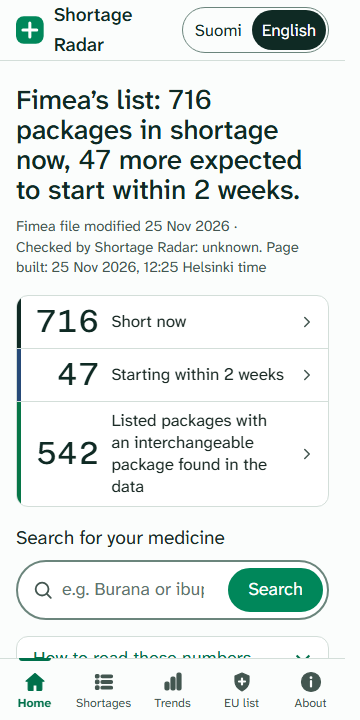 Shortage
Radar
Suomi
English
Fimea’s list: 716
packages in shortage
now, 47 more expected
to start within 2 weeks.
Fimea file modified 25 Nov 2026 ·
Checked by Shortage Radar: unknown. Page
built: 25 Nov 2026, 12:25 Helsinki time
716 Short now
47 Starting within 2 weeks
542 Listed packages with
an interchangeable
package found in the
data
Search for your medicine
e.g. Burana or ibup
Search
How to read these numbers
Home
Shortages
Trends
EU list
About